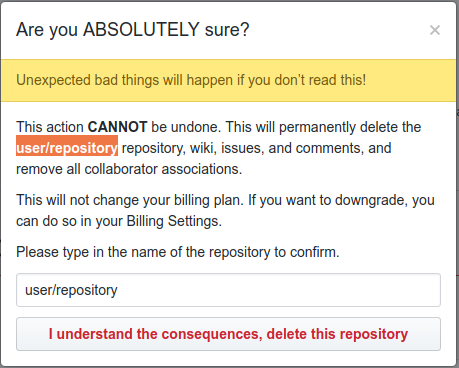 Are you ABSOLUTELY sure? ×
Unexpected bad things will happen if you don’t read this!
This action CANNOT be undone. This will permanently delete the
user/repository repository, wiki, issues, and comments, and
remove all collaborator associations.
This will not change your billing plan. If you want to downgrade, you
can do so in your Billing Settings.
Please type in the name of the repository to confirm.
user/repository
I understand the consequences, delete this repository